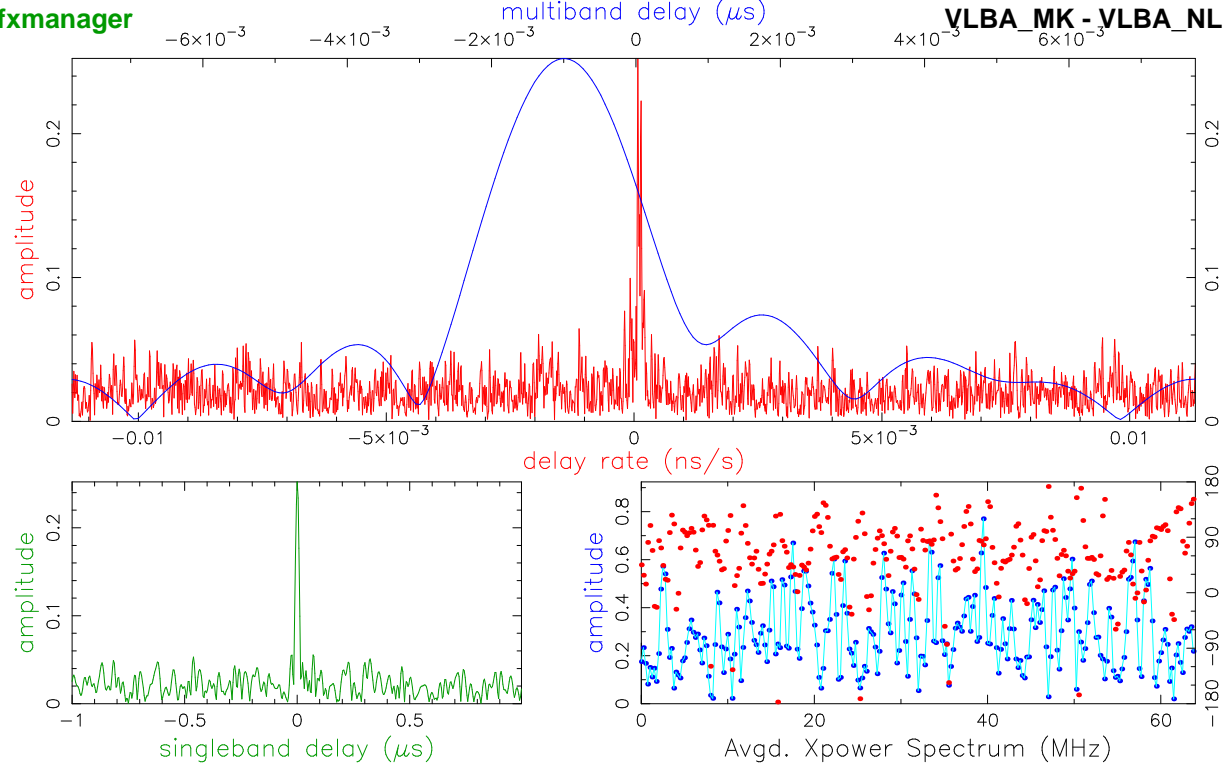 multiband delay (μs)
fxmanager
VLBA_MK - VLBA_NL
−6×10⁻³ −4×10⁻³ −2×10⁻³ 0 2×10⁻³ 4×10⁻³ 6×10⁻³
0.2 0.2
amplitude
0.1 0.1
0 0
−0.01 −5×10⁻³ 0 5×10⁻³ 0.01
delay rate (ns/s)
amplitude
0.2
0.1
0
−1 −0.5 0 0.5
singleband delay (μs)
amplitude
0.8
0.6
0.4
0.2
0
180
90
0
−90
−180
0 20 40 60
Avgd. Xpower Spectrum (MHz)